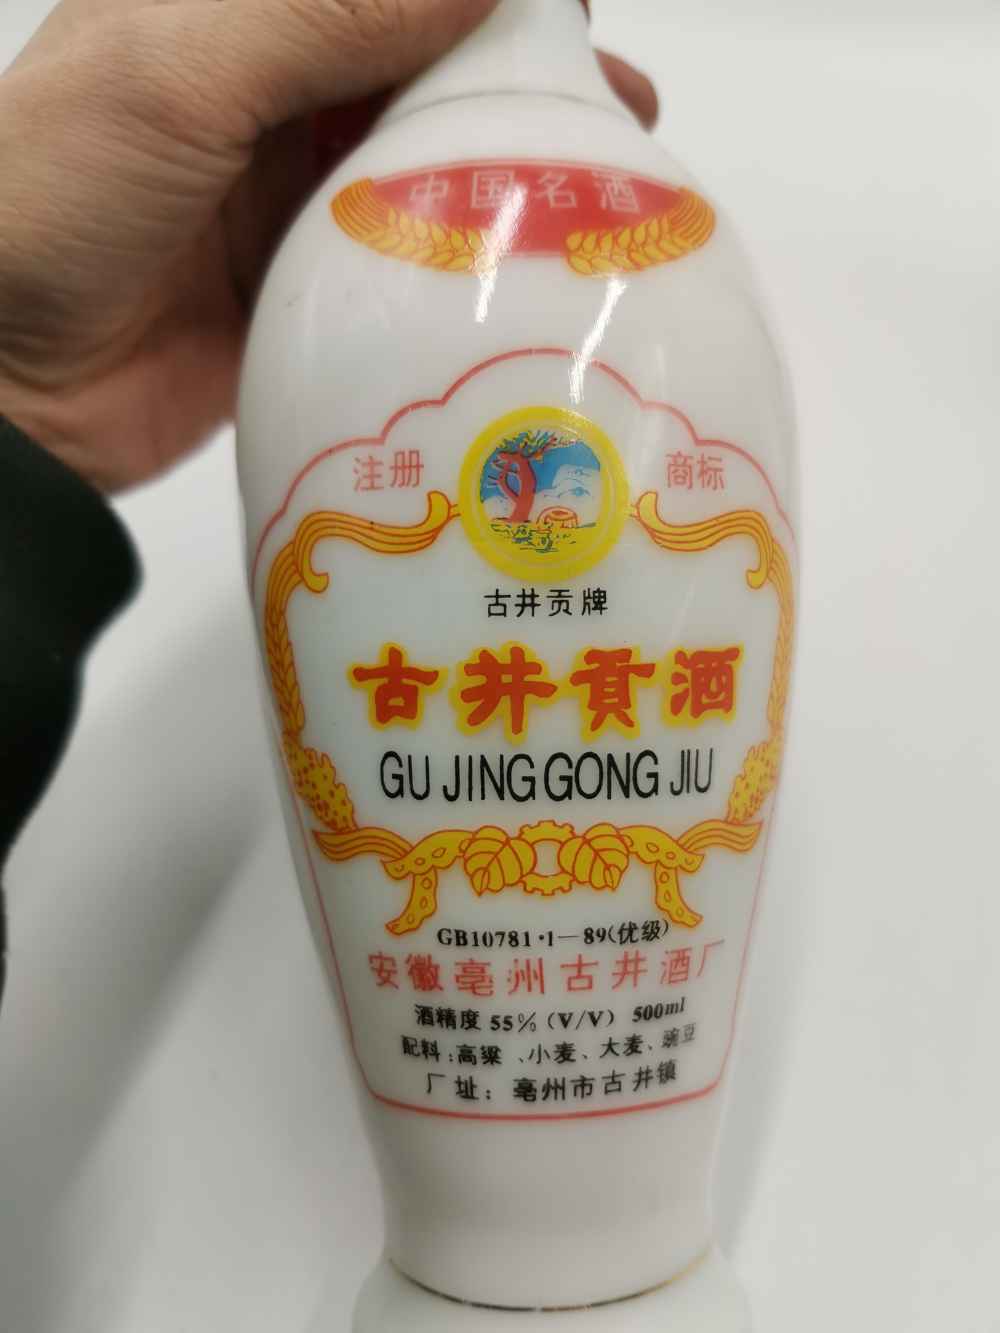 中国名酒
注册 商标
古井贡牌
古井贡酒
GU JING GONG JIU
GB10781·1—89(优级)
安徽亳州古井酒厂
酒精度 55%（V/V） 500ml
配料:高粱、小麦、大麦、豌豆
厂址：亳州市古井镇